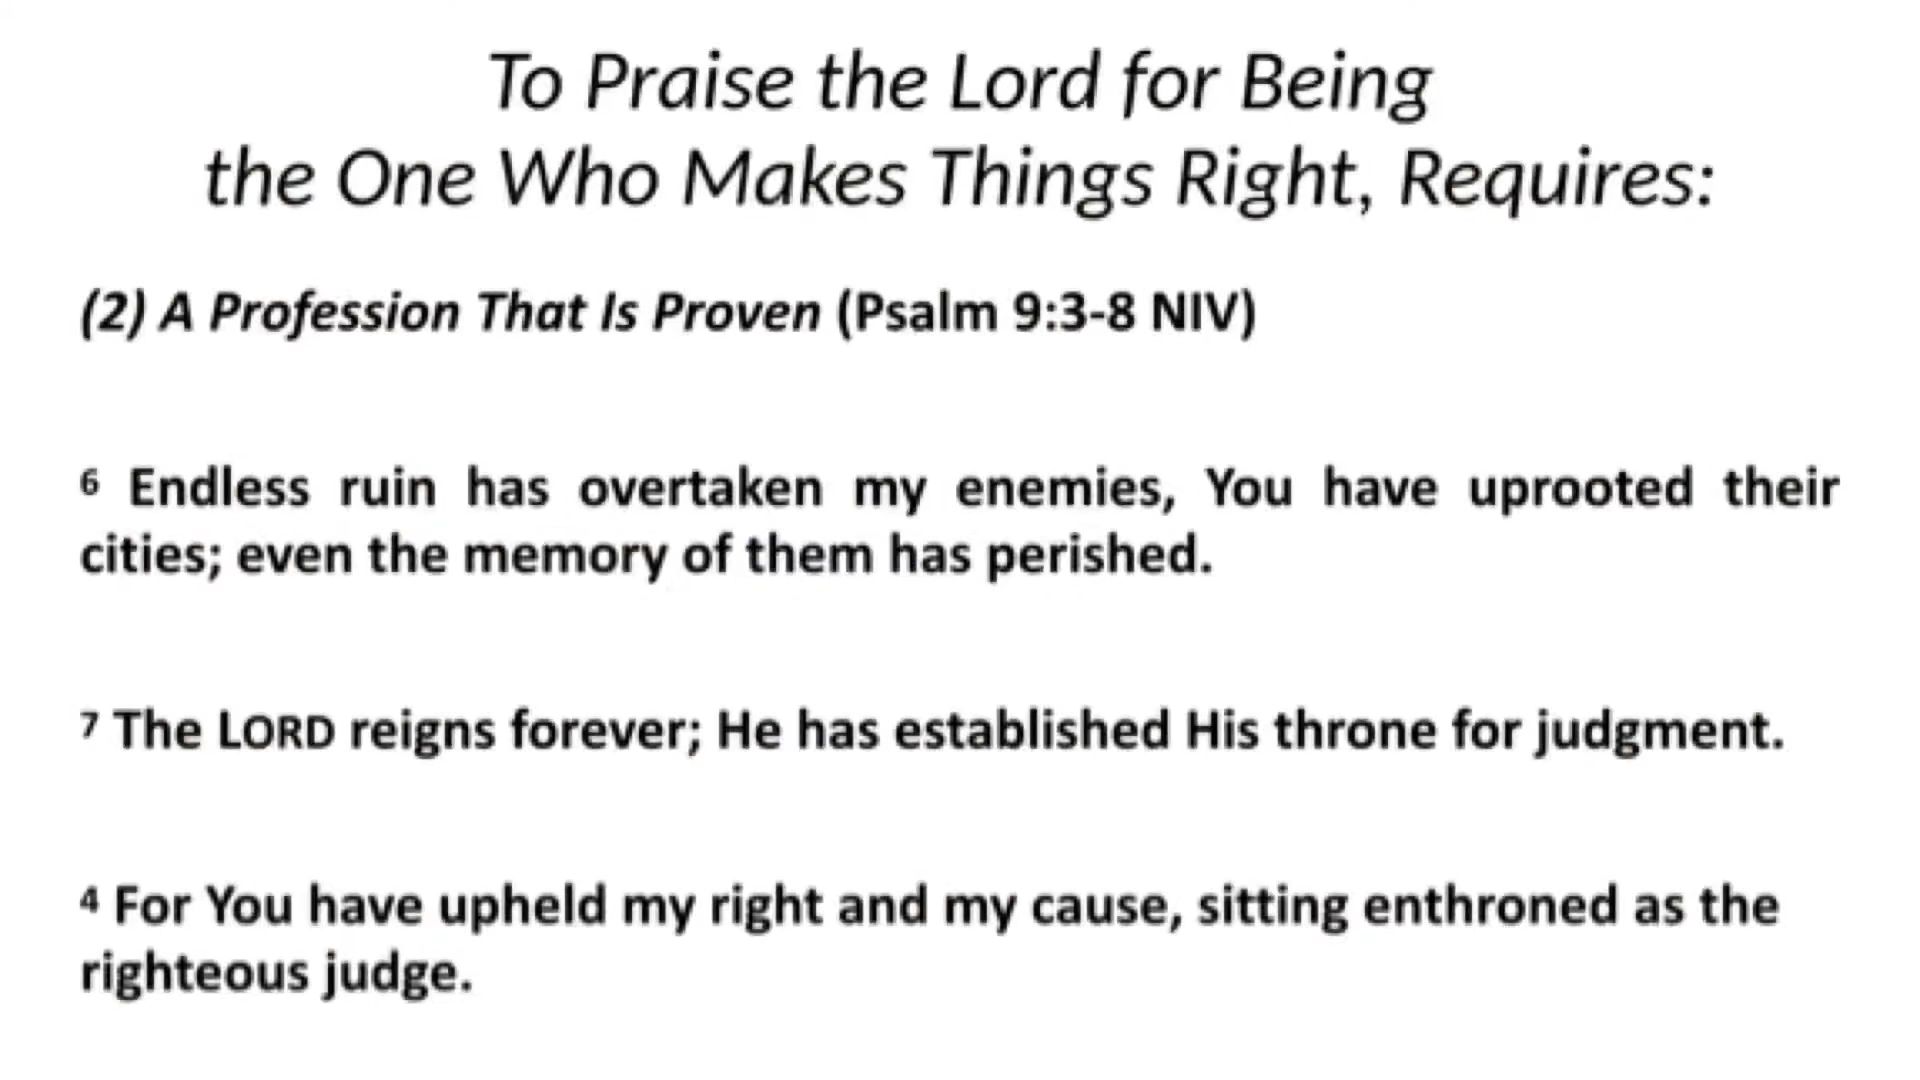 To Praise the Lord for Being
the One Who Makes Things Right, Requires:
(2) A Profession That Is Proven (Psalm 9:3-8 NIV)
6 Endless ruin has overtaken my enemies, You have uprooted their
cities; even the memory of them has perished.
7 The LORD reigns forever; He has established His throne for judgment.
4 For You have upheld my right and my cause, sitting enthroned as the
righteous judge.